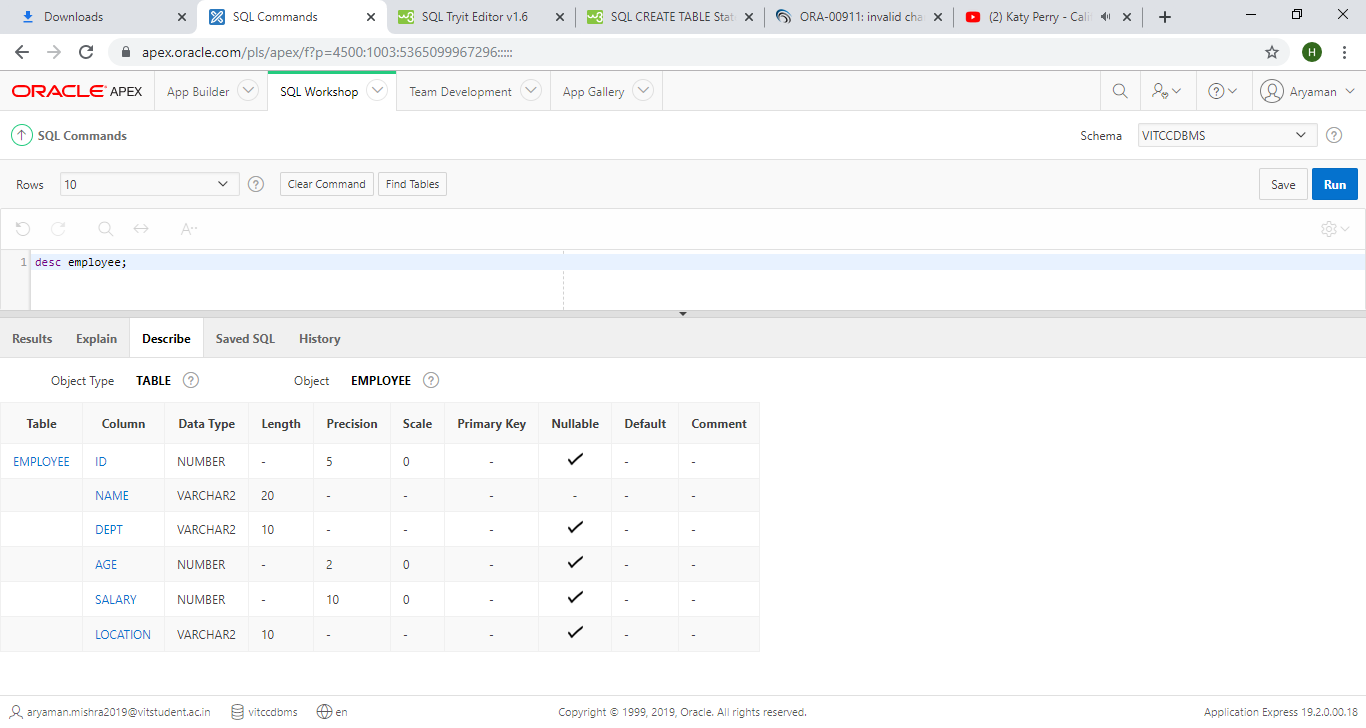 Downloads
SQL Commands
SQL Tryit Editor v1.6
SQL CREATE TABLE Stat
ORA-00911: invalid cha
(2) Katy Perry - Cali
apex.oracle.com/pls/apex/f?p=4500:1003:5365099967296:::::
H
ORACLE APEX
App Builder
SQL Workshop
Team Development
App Gallery
Aryaman
SQL Commands
Schema VITCCDBMS
Rows 10 Clear Command Find Tables Save Run
1 desc employee;
Results Explain Describe Saved SQL History
Object Type TABLE Object EMPLOYEE
Table Column Data Type Length Precision Scale Primary Key Nullable Default Comment
EMPLOYEE ID NUMBER - 5 0 - ✓ - -
NAME VARCHAR2 20 - - - - - -
DEPT VARCHAR2 10 - - - ✓ - -
AGE NUMBER - 2 0 - ✓ - -
SALARY NUMBER - 10 0 - ✓ - -
LOCATION VARCHAR2 10 - - - ✓ - -
aryaman.mishra2019@vitstudent.ac.in vitccdbms en Copyright © 1999, 2019, Oracle. All rights reserved. Application Express 19.2.0.00.18